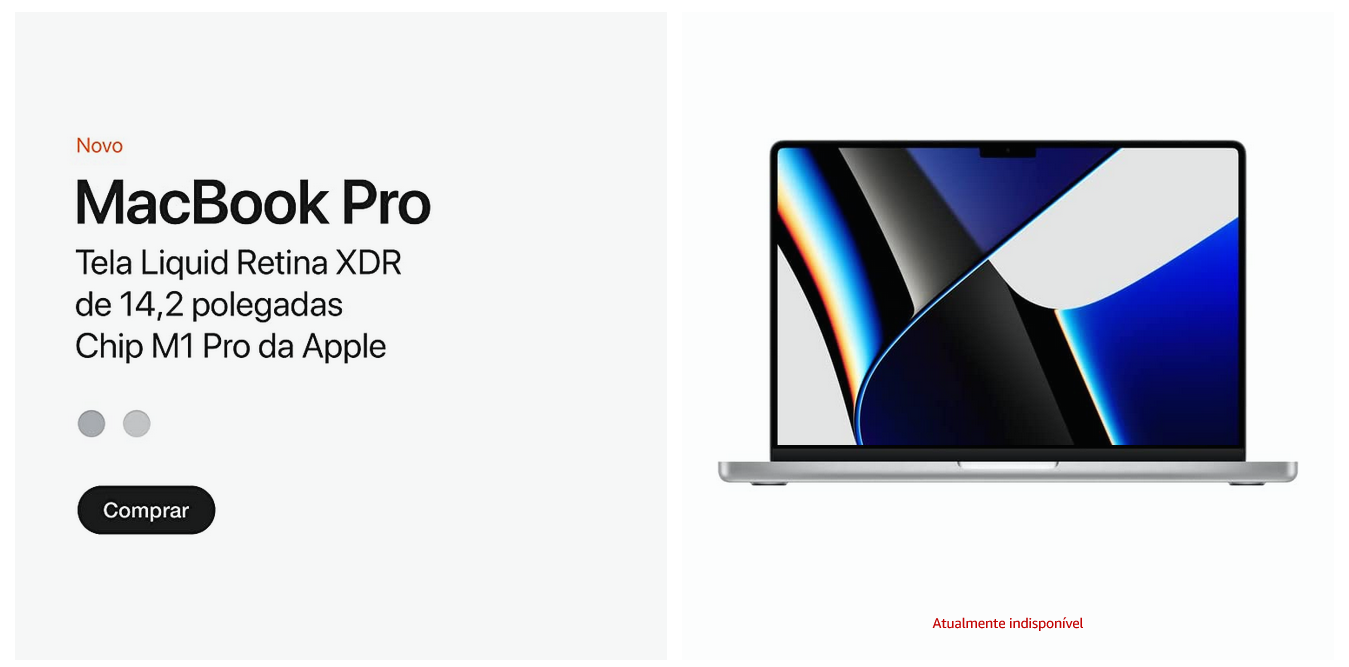 Novo
MacBook Pro
Tela Liquid Retina XDR
de 14,2 polegadas
Chip M1 Pro da Apple
Comprar
Atualmente indisponível